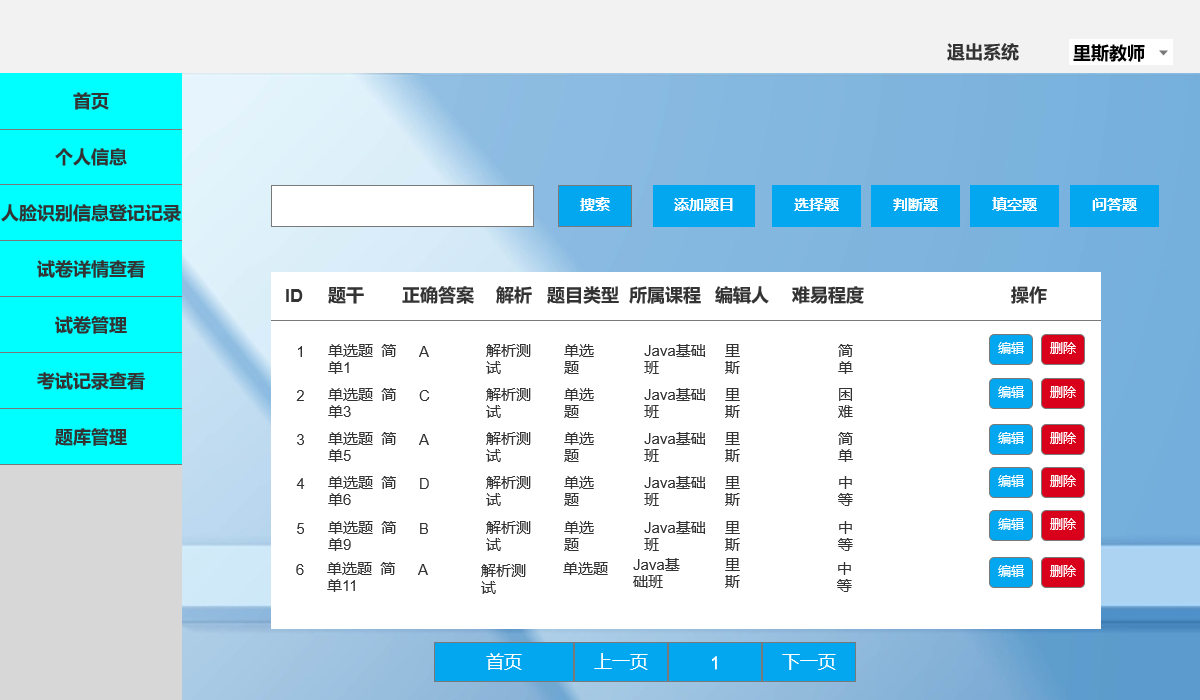 退出系统 里斯教师
首页
个人信息
人脸识别信息登记记录
试卷详情查看
试卷管理
考试记录查看
题库管理
搜索 添加题目 选择题 判断题 填空题 问答题
ID 题干 正确答案 解析 题目类型 所属课程 编辑人 难易程度 操作
1 单选题 简单1 A 解析测试 单选题 Java基础班 里斯 简单 编辑 删除
2 单选题 简单3 C 解析测试 单选题 Java基础班 里斯 困难 编辑 删除
3 单选题 简单5 A 解析测试 单选题 Java基础班 里斯 简单 编辑 删除
4 单选题 简单6 D 解析测试 单选题 Java基础班 里斯 中等 编辑 删除
5 单选题 简单9 B 解析测试 单选题 Java基础班 里斯 中等 编辑 删除
6 单选题 简单11 A 解析测试 单选题 Java基础班 里斯 中等 编辑 删除
首页 上一页 1 下一页